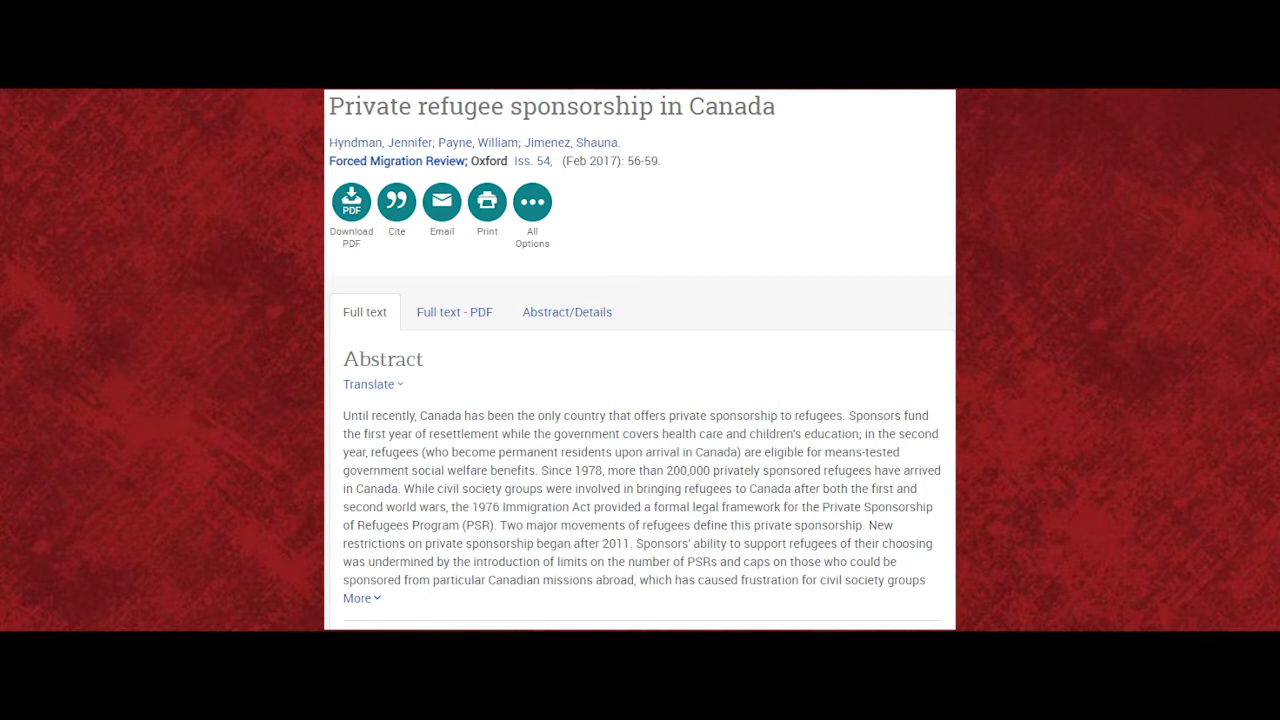 Private refugee sponsorship in Canada
Hyndman, Jennifer; Payne, William; Jimenez, Shauna.
Forced Migration Review; Oxford Iss. 54, (Feb 2017): 56-59.
PDF
Download PDF
Cite
Email
Print
All Options
Full text
Full text - PDF
Abstract/Details
Abstract
Translate
Until recently, Canada has been the only country that offers private sponsorship to refugees. Sponsors fund
the first year of resettlement while the government covers health care and children's education; in the second
year, refugees (who become permanent residents upon arrival in Canada) are eligible for means-tested
government social welfare benefits. Since 1978, more than 200,000 privately sponsored refugees have arrived
in Canada. While civil society groups were involved in bringing refugees to Canada after both the first and
second world wars, the 1976 Immigration Act provided a formal legal framework for the Private Sponsorship
of Refugees Program (PSR). Two major movements of refugees define this private sponsorship. New
restrictions on private sponsorship began after 2011. Sponsors' ability to support refugees of their choosing
was undermined by the introduction of limits on the number of PSRs and caps on those who could be
sponsored from particular Canadian missions abroad, which has caused frustration for civil society groups
More